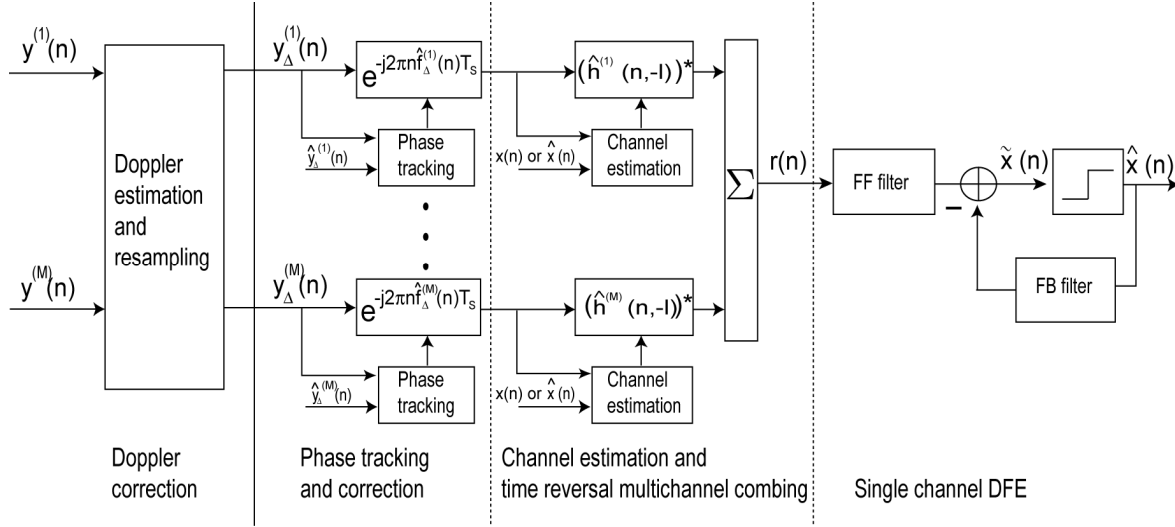 y⁽¹⁾(n)
Doppler
estimation
and
resampling
y⁽ᴹ⁾(n)
y_Δ⁽¹⁾(n)
e^{-j2πnf̂_Δ⁽¹⁾(n)T_S}
ŷ_Δ⁽¹⁾(n)
Phase
tracking
y_Δ⁽ᴹ⁾(n)
e^{-j2πnf̂_Δ⁽ᴹ⁾(n)T_S}
ŷ_Δ⁽ᴹ⁾(n)
Phase
tracking
(ĥ⁽¹⁾ (n,-l))*
x(n) or x̂(n)
Channel
estimation
(ĥ⁽ᴹ⁾ (n,-l))*
x(n) or x̂(n)
Channel
estimation
Σ
r(n)
FF filter
−
x̃ (n)
x̂ (n)
FB filter
Doppler
correction
Phase tracking
and correction
Channel estimation and
time reversal multichannel combing
Single channel DFE